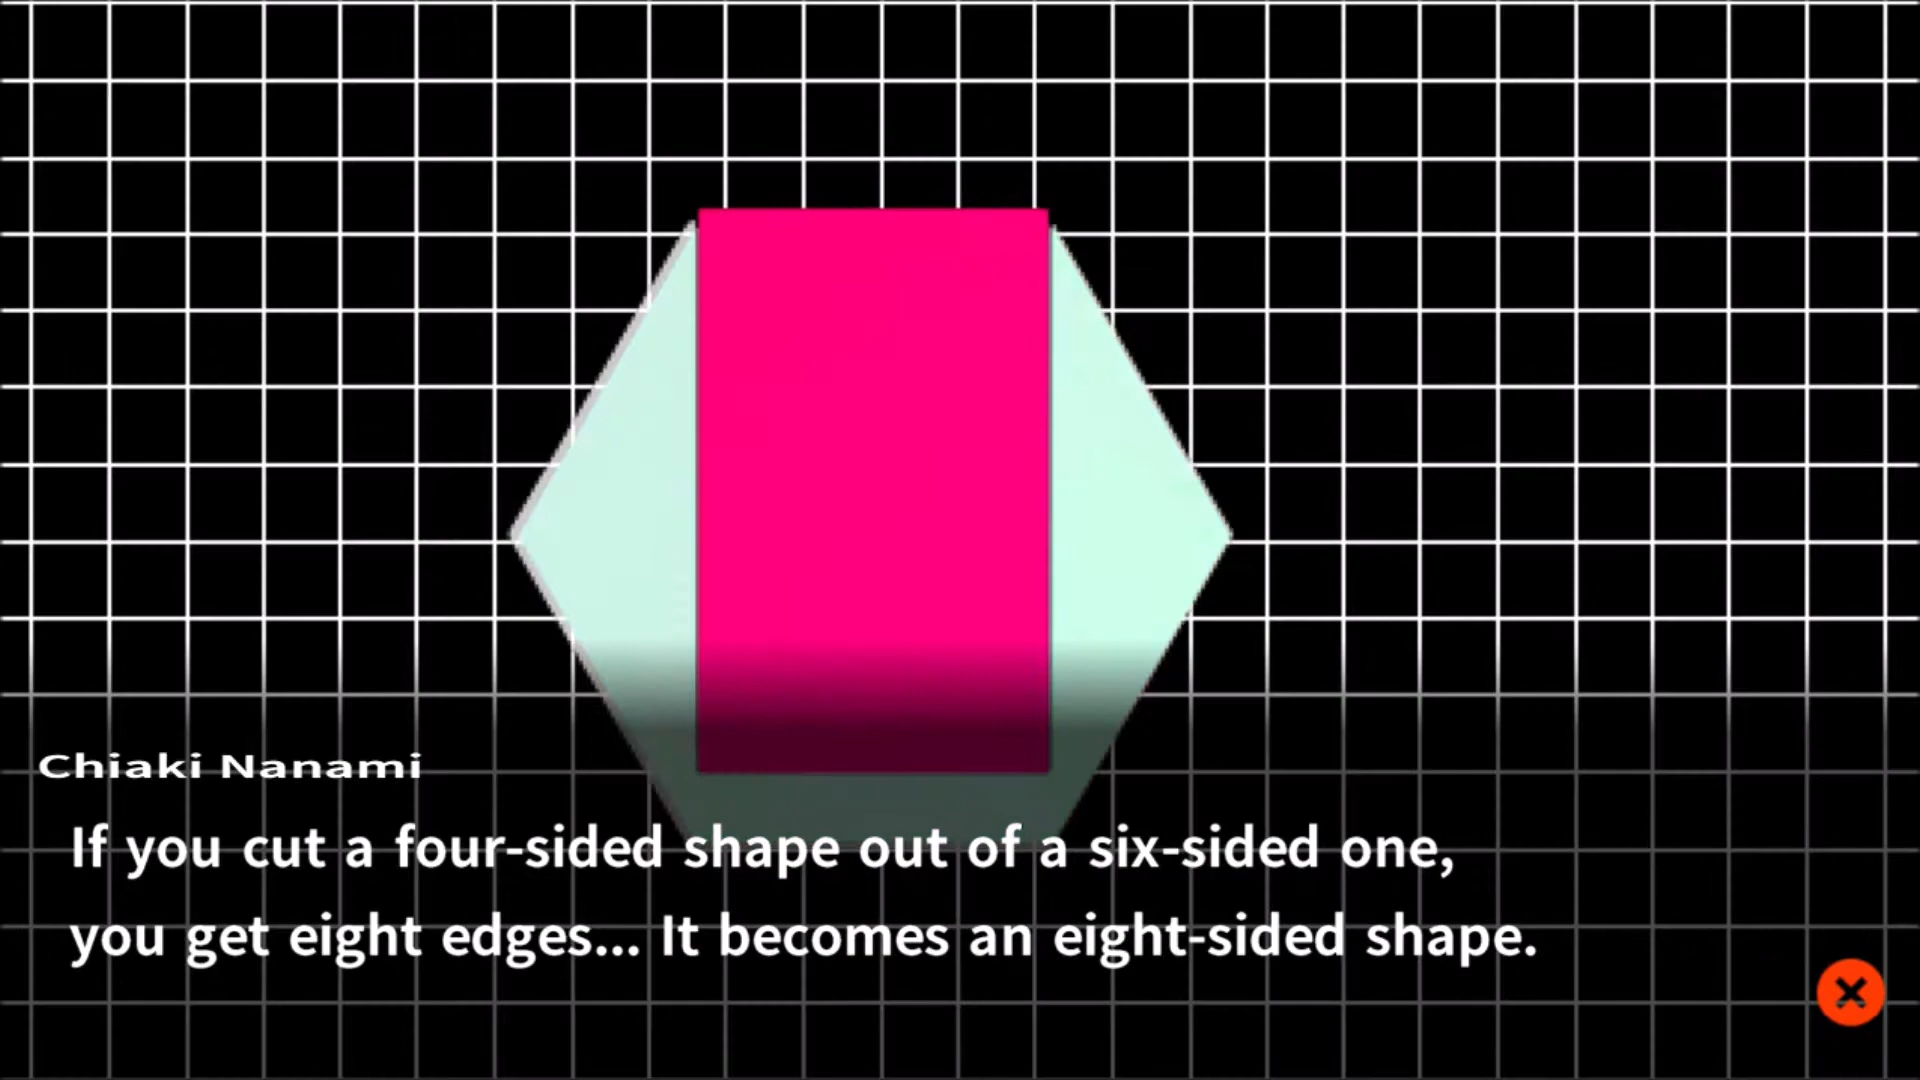 Chiaki Nanami
If you cut a four-sided shape out of a six-sided one,
you get eight edges... It becomes an eight-sided shape.